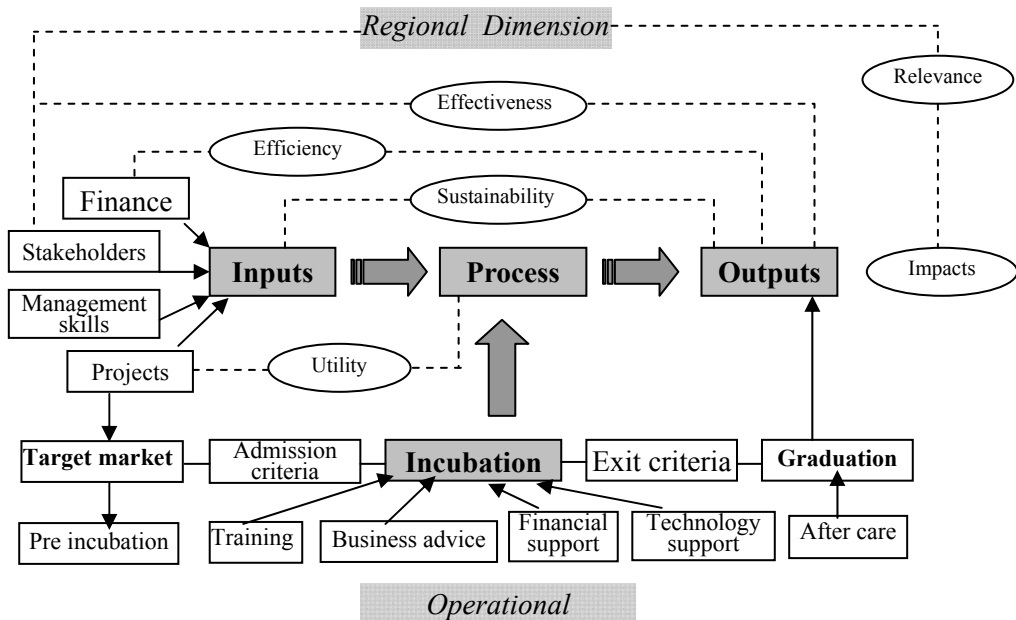 Regional Dimension
Relevance
Effectiveness
Efficiency
Sustainability
Finance
Stakeholders
Inputs
Process
Outputs
Impacts
Management
skills
Projects
Utility
Target market
Admission
criteria
Incubation
Exit criteria
Graduation
Pre incubation
Training
Business advice
Financial
support
Technology
support
After care
Operational